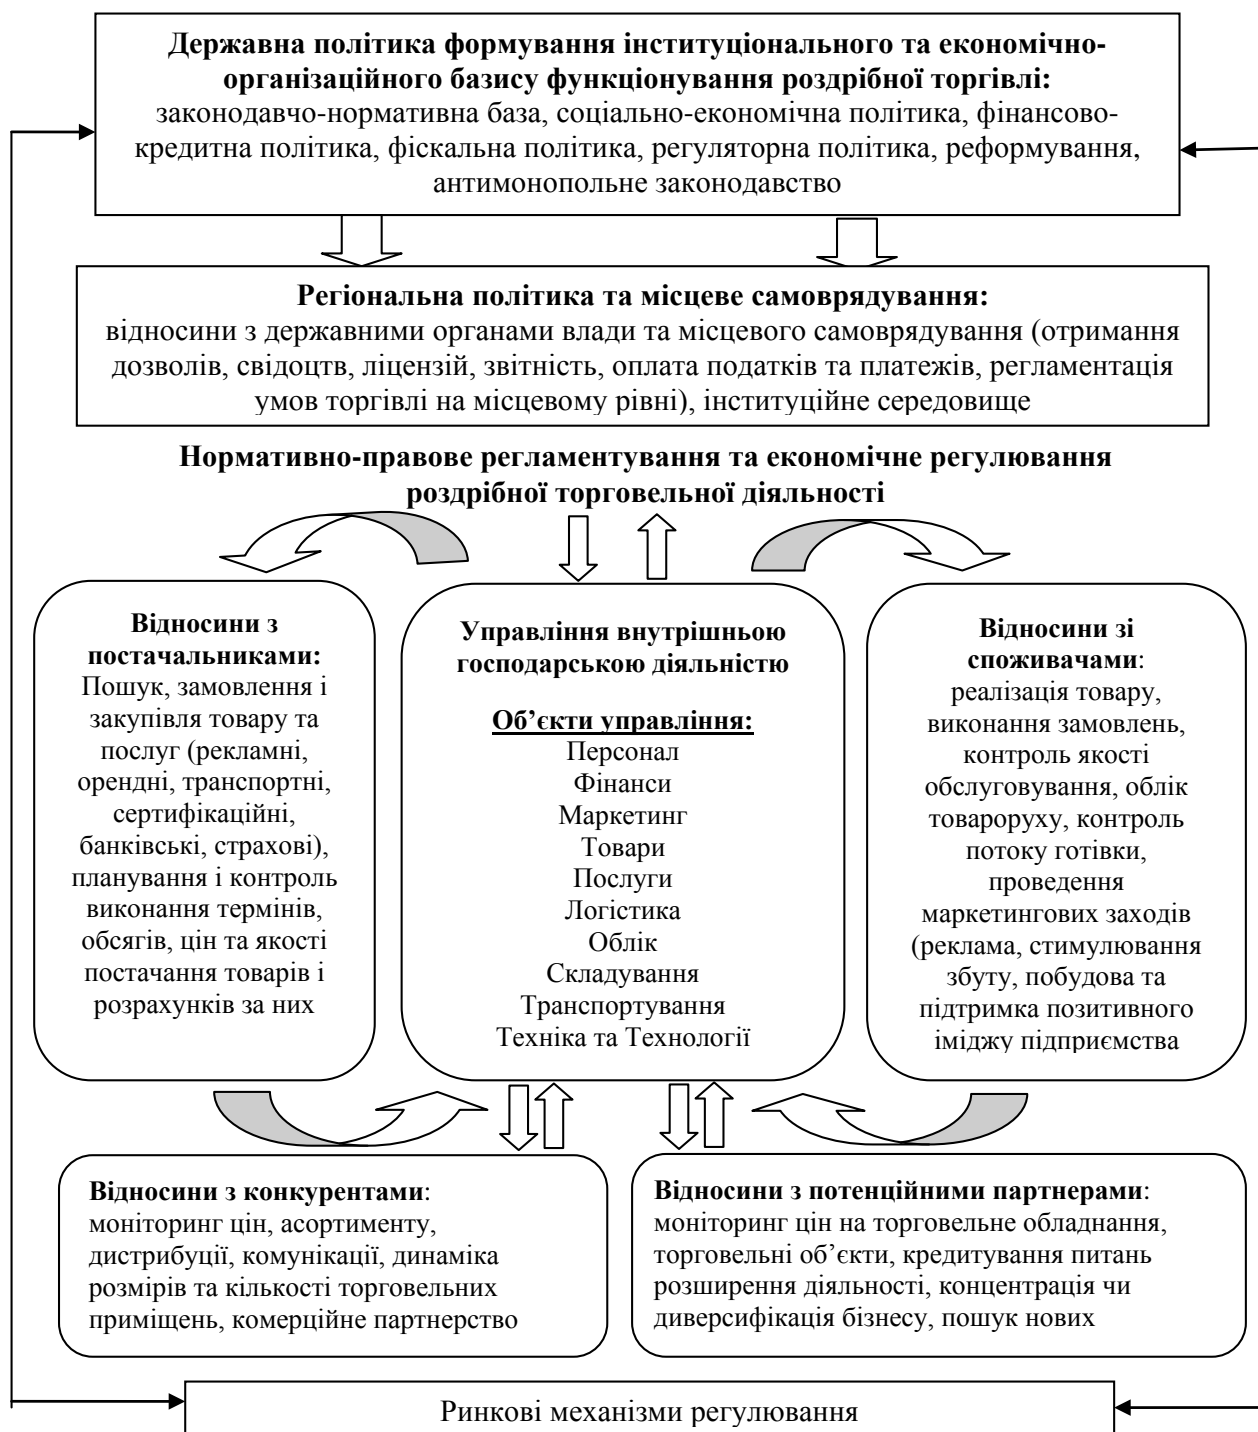 Державна політика формування інституціонального та економічно-
організаційного базису функціонування роздрібної торгівлі:
законодавчо-нормативна база, соціально-економічна політика, фінансово-
кредитна політика, фіскальна політика, регуляторна політика, реформування,
антимонопольне законодавство
Регіональна політика та місцеве самоврядування:
відносини з державними органами влади та місцевого самоврядування (отримання
дозволів, свідоцтв, ліцензій, звітність, оплата податків та платежів, регламентація
умов торгівлі на місцевому рівні), інституційне середовище
Нормативно-правове регламентування та економічне регулювання
роздрібної торговельної діяльності
Відносини з
постачальниками:
Пошук, замовлення і
закупівля товару та
послуг (рекламні,
орендні, транспортні,
сертифікаційні,
банківські, страхові),
планування і контроль
виконання термінів,
обсягів, цін та якості
постачання товарів і
розрахунків за них
Управління внутрішньою
господарською діяльністю
Об’єкти управління:
Персонал
Фінанси
Маркетинг
Товари
Послуги
Логістика
Облік
Складування
Транспортування
Техніка та Технології
Відносини зі
споживачами:
реалізація товару,
виконання замовлень,
контроль якості
обслуговування, облік
товароруху, контроль
потоку готівки,
проведення
маркетингових заходів
(реклама, стимулювання
збуту, побудова та
підтримка позитивного
іміджу підприємства
Відносини з конкурентами:
моніторинг цін, асортименту,
дистрибуції, комунікації, динаміка
розмірів та кількості торговельних
приміщень, комерційне партнерство
Відносини з потенційними партнерами:
моніторинг цін на торговельне обладнання,
торговельні об’єкти, кредитування питань
розширення діяльності, концентрація чи
диверсифікація бізнесу, пошук нових
Ринкові механізми регулювання